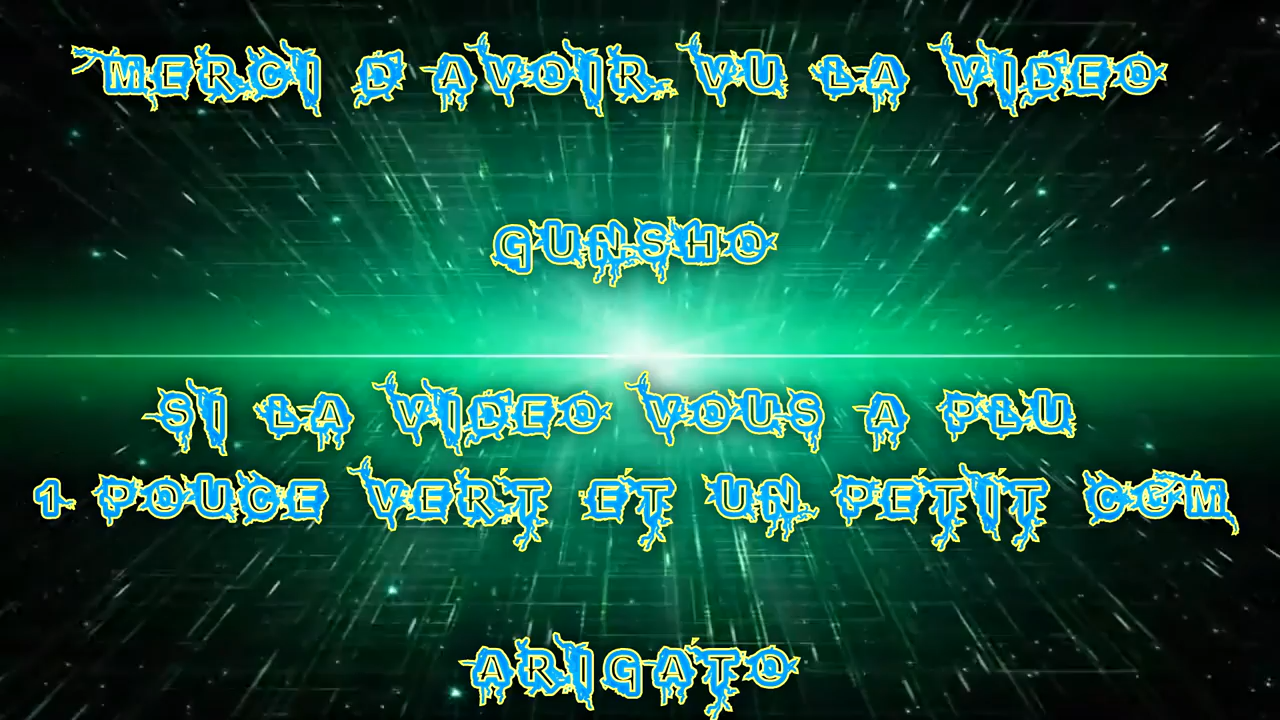 MERCI D AVOIR VU LA VIDEO
GUNSHO
SI LA VIDEO VOUS A PLU
1 POUCE VERT ET UN PETIT COM
ARIGATO